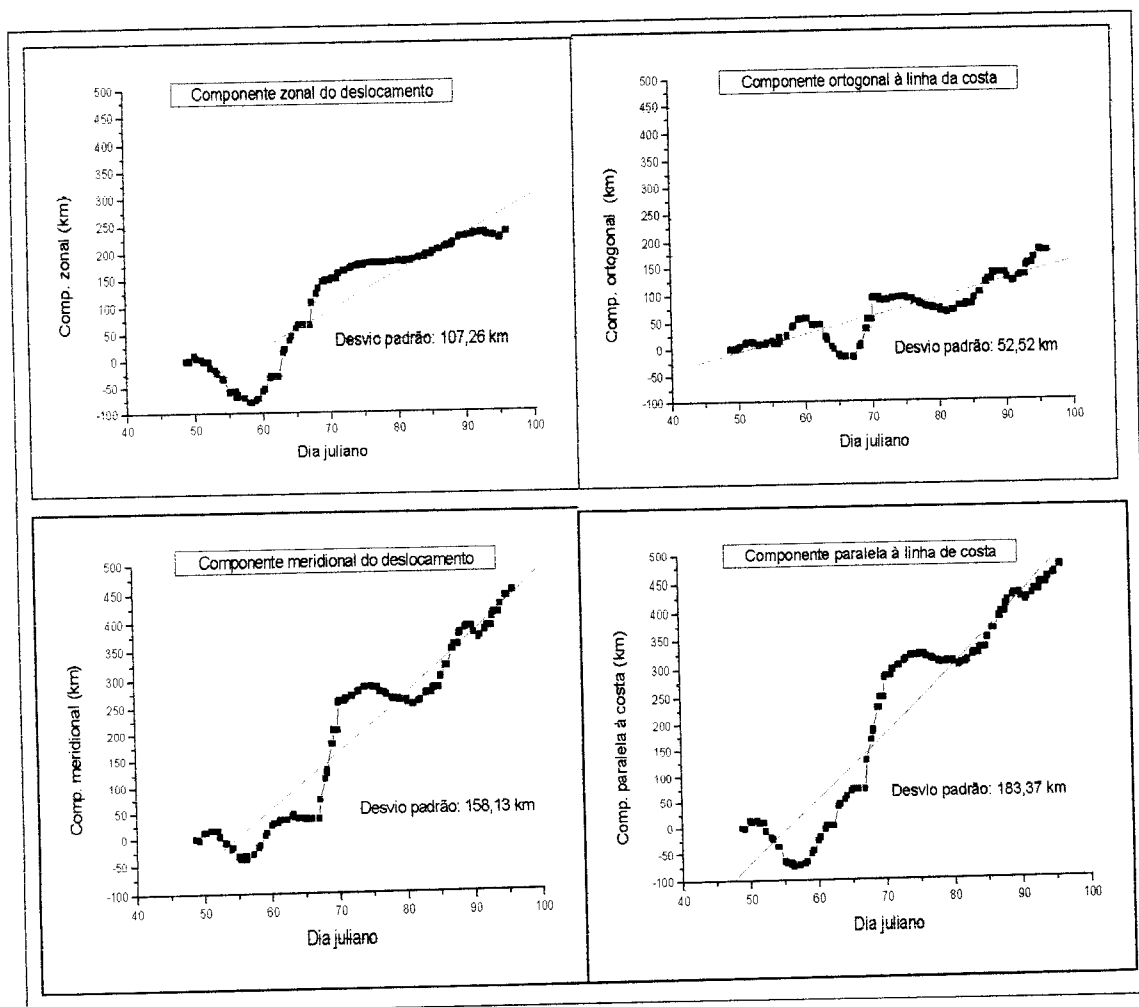 Componente zonal do deslocamento
Comp. zonal (km)
500
450
400
350
300
250
200
150
100
50
0
-50
-100
40 50 60 70 80 90 100
Desvio padrão: 107,26 km
Dia juliano
Componente ortogonal à linha da costa
Comp. ortogonal (km)
500
450
400
350
300
250
200
150
100
50
0
-50
-100
40 50 60 70 80 90 100
Desvio padrão: 52,52 km
Dia juliano
Componente meridional do deslocamento
Comp. meridional (km)
500
450
400
350
300
250
200
150
100
50
0
-50
-100
40 50 60 70 80 90 100
Desvio padrão: 158,13 km
Dia juliano
Componente paralela à linha de costa
Comp. paralela à costa (km)
500
450
400
350
300
250
200
150
100
50
0
-50
-100
40 50 60 70 80 90 100
Desvio padrão: 183,37 km
Dia juliano